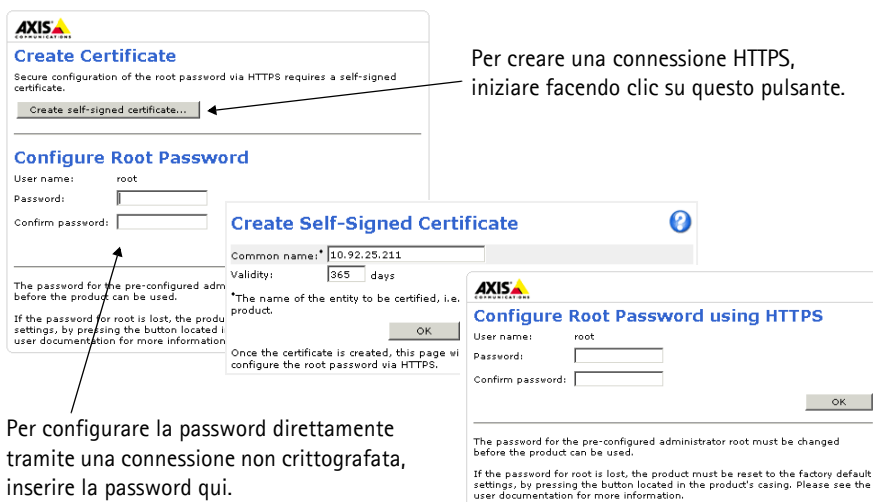 AXIS
COMMUNICATIONS
Create Certificate
Secure configuration of the root password via HTTPS requires a self-signed
certificate.
Create self-signed certificate...
Per creare una connessione HTTPS,
iniziare facendo clic su questo pulsante.
Configure Root Password
User name: root
Password:
Confirm password:
The password for the pre-configured adm
before the product can be used.
If the password for root is lost, the produ
settings, by pressing the button located i
user documentation for more information
Create Self-Signed Certificate
?
Common name:* 10.92.25.211
Validity: 365 days
*The name of the entity to be certified, i.e.
product.
OK
Once the certificate is created, this page wi
configure the root password via HTTPS.
AXIS
COMMUNICATIONS
Configure Root Password using HTTPS
User name: root
Password:
Confirm password:
OK
The password for the pre-configured administrator root must be changed
before the product can be used.
If the password for root is lost, the product must be reset to the factory default
settings, by pressing the button located in the product's casing. Please see the
user documentation for more information.
Per configurare la password direttamente
tramite una connessione non crittografata,
inserire la password qui.